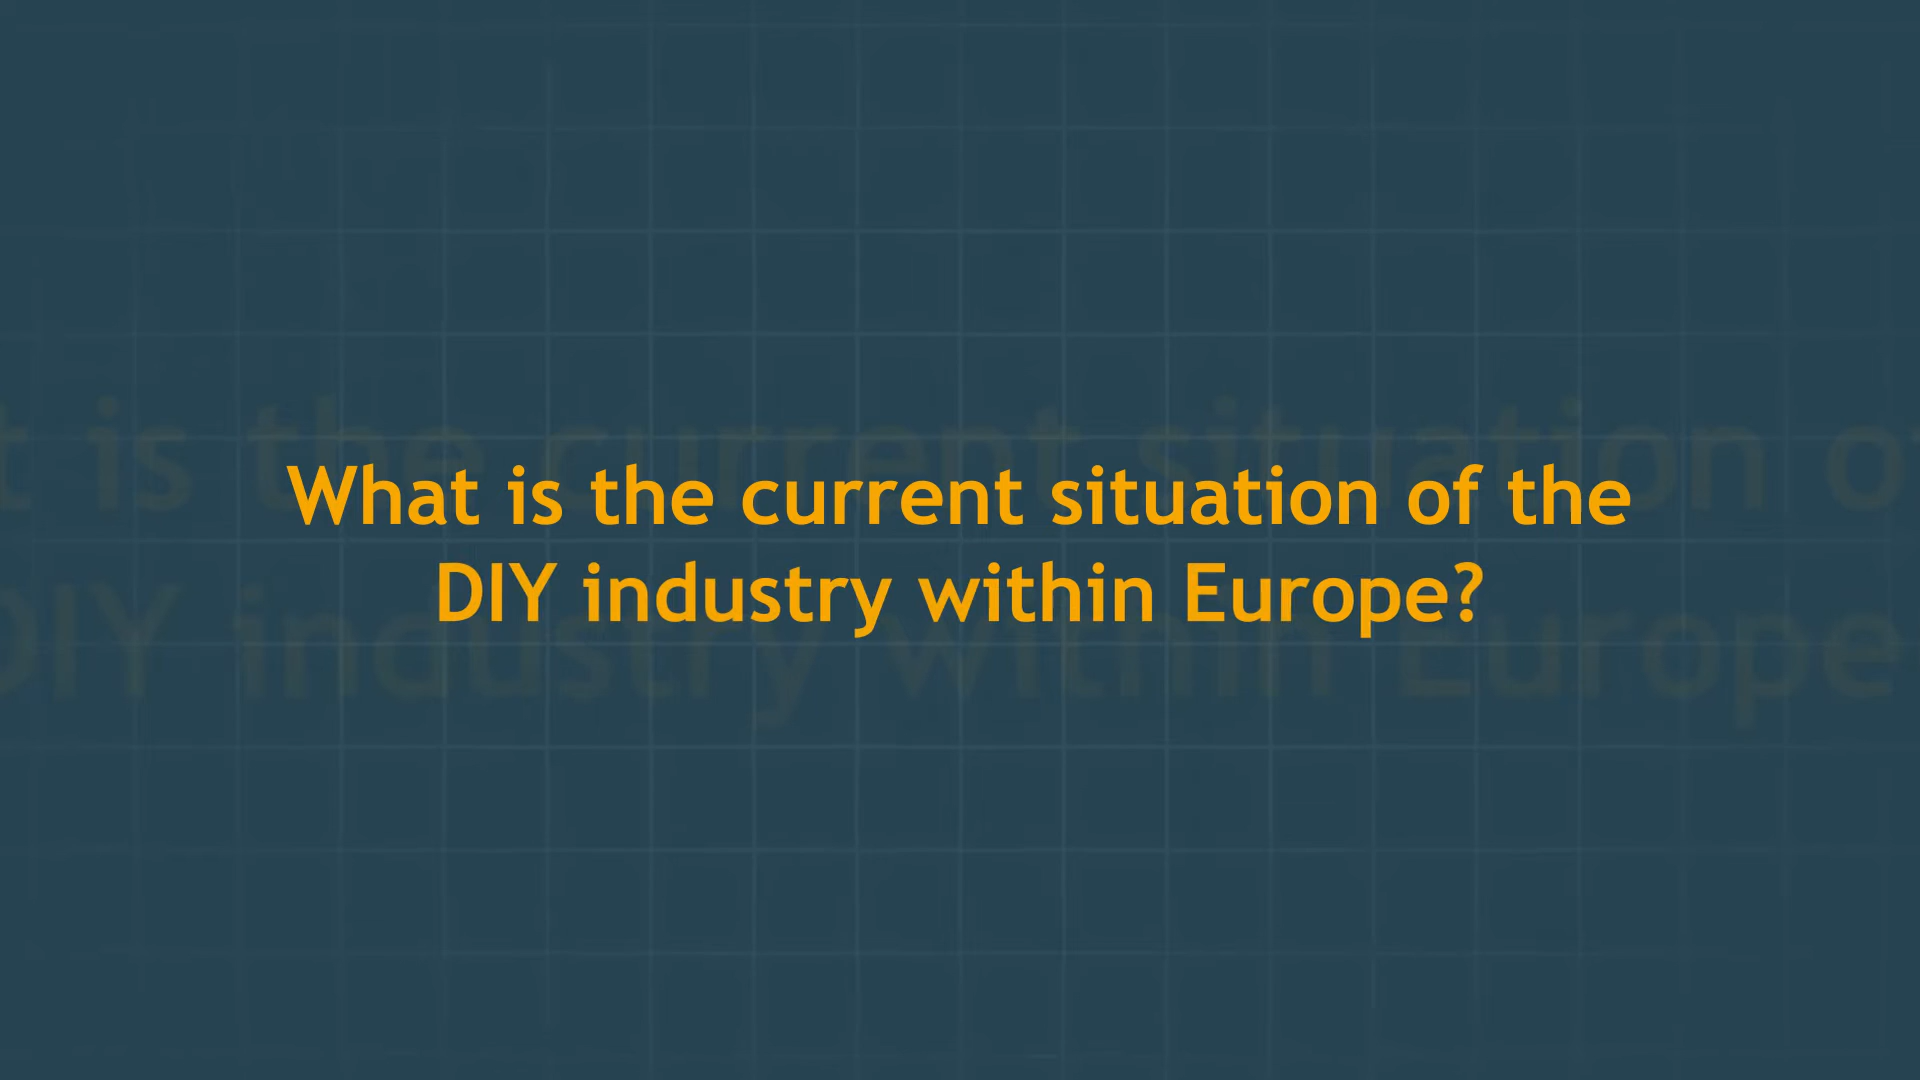 What is the current situation of the
DIY industry within Europe?